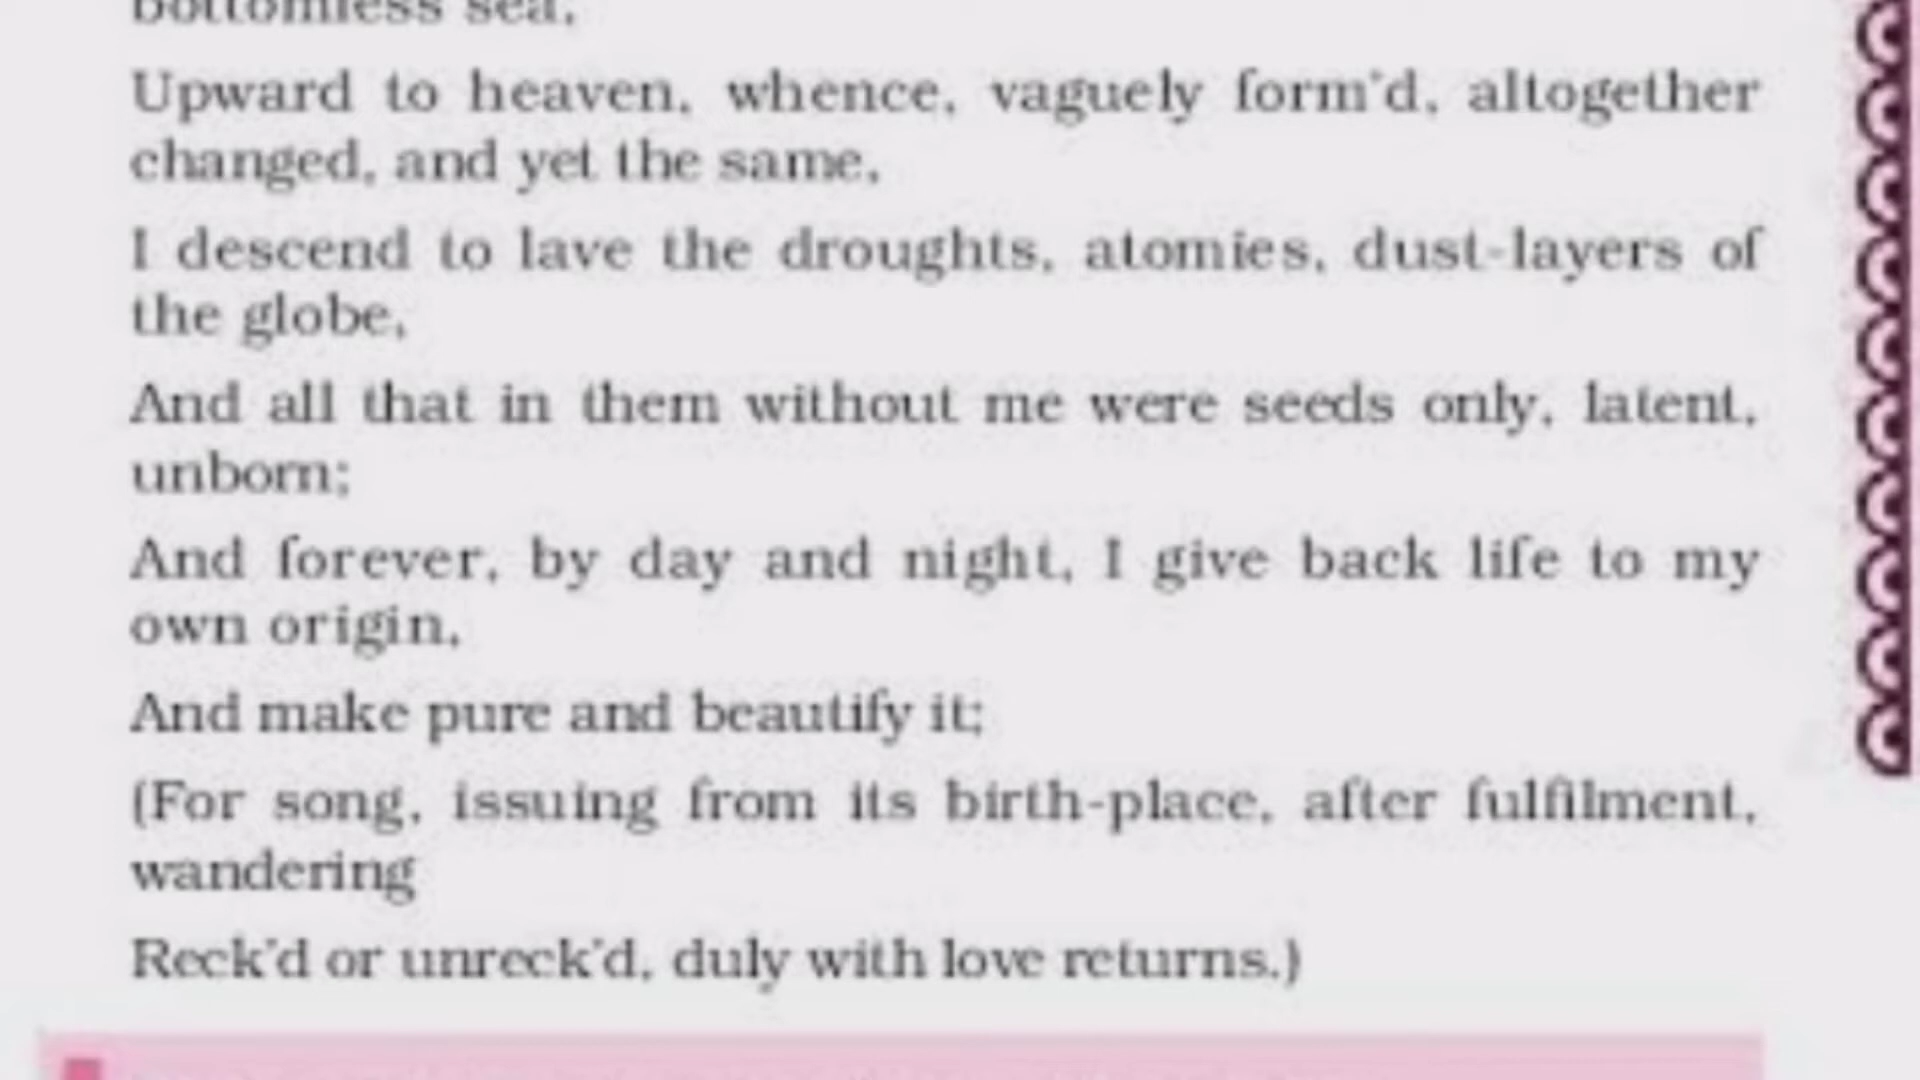 bottomless sea,
Upward to heaven, whence, vaguely form'd, altogether
changed, and yet the same,
I descend to lave the droughts, atomies, dust-layers of
the globe,
And all that in them without me were seeds only, latent,
unborn;
And forever, by day and night, I give back life to my
own origin,
And make pure and beautify it;
(For song, issuing from its birth-place, after fulfilment,
wandering
Reck'd or unreck'd, duly with love returns.)